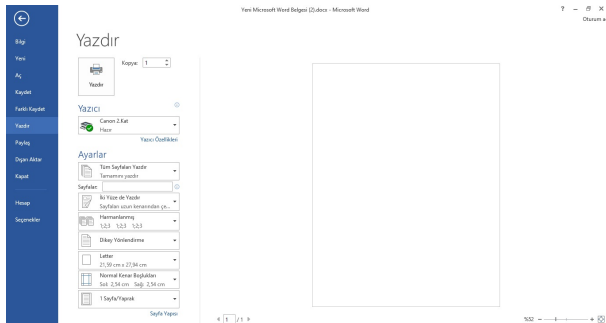 Yeni Microsoft Word Belgesi (2).docx - Microsoft Word
?
Oturum a
Bilgi
Yeni
Aç
Kaydet
Farklı Kaydet
Yazdır
Paylaş
Dışarı Aktar
Kapat
Hesap
Seçenekler
Yazdır
Yazdır
Kopya: 1
Yazıcı
Canon 2.Kat
Hazır
Yazıcı Özellikleri
Ayarlar
Tüm Sayfaları Yazdır
Tamamını yazdır
Sayfalar:
İki Yüze de Yazdır
Sayfaları uzun kenarından çe...
Harmanlanmış
1;2;3 1;2;3 1;2;3
Dikey Yönlendirme
Letter
21,59 cm x 27,94 cm
Normal Kenar Boşlukları
Sol: 2,54 cm Sağ: 2,54 cm
1 Sayfa/Yaprak
Sayfa Yapısı
1 / 1
%52